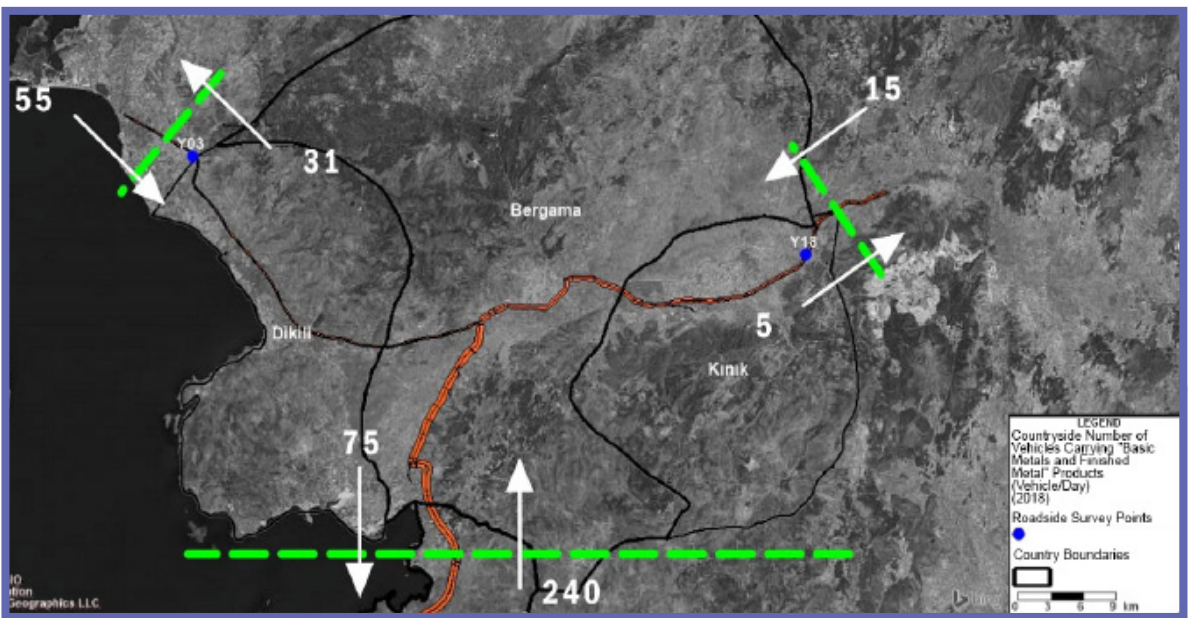 55
15
Y03
31
Bergama
Y18
Dikili
5
Kınık
75
240
LEGEND
Countryside Number of
Vehicles Carrying "Basic
Metals and Finished
Metal" Products
(Vehicle/Day)
(2018)
Roadside Survey Points
Country Boundaries
0 3 6 9 km
Geographics LLC